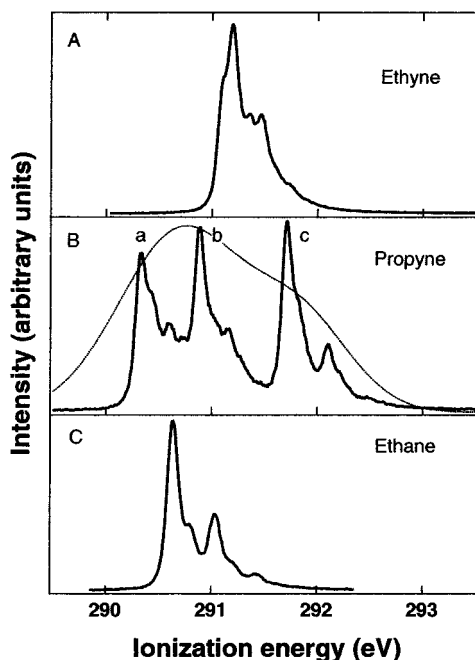 A
Ethyne
B
a
b
c
Propyne
C
Ethane
Intensity (arbitrary units)
290
291
292
293
Ionization energy (eV)